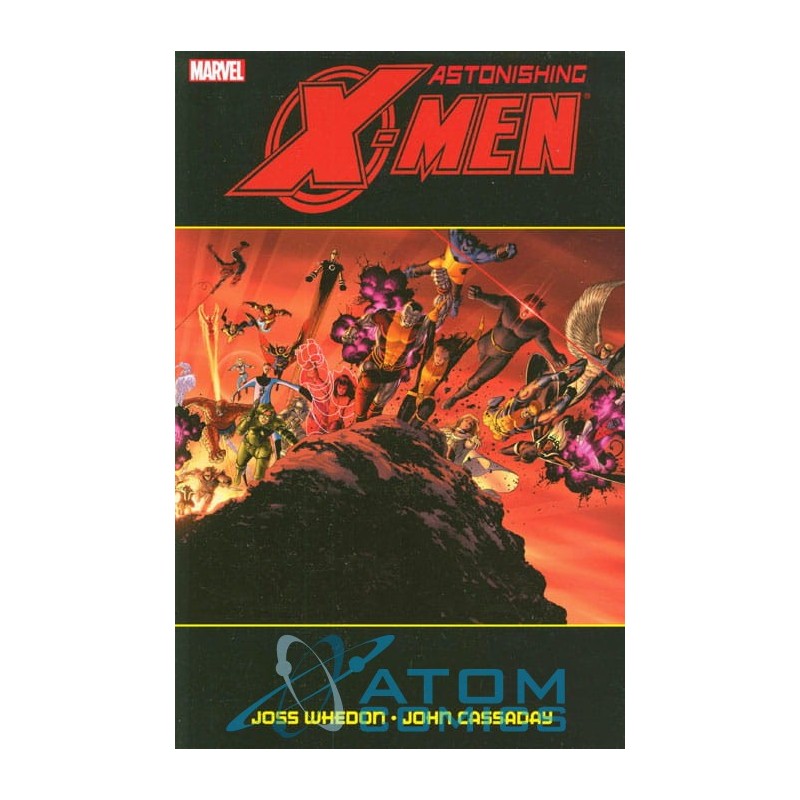 MARVEL
ASTONISHING
X-MEN®
ATOM
COMICS
JOSS WHEDON • JOHN CASSADAY